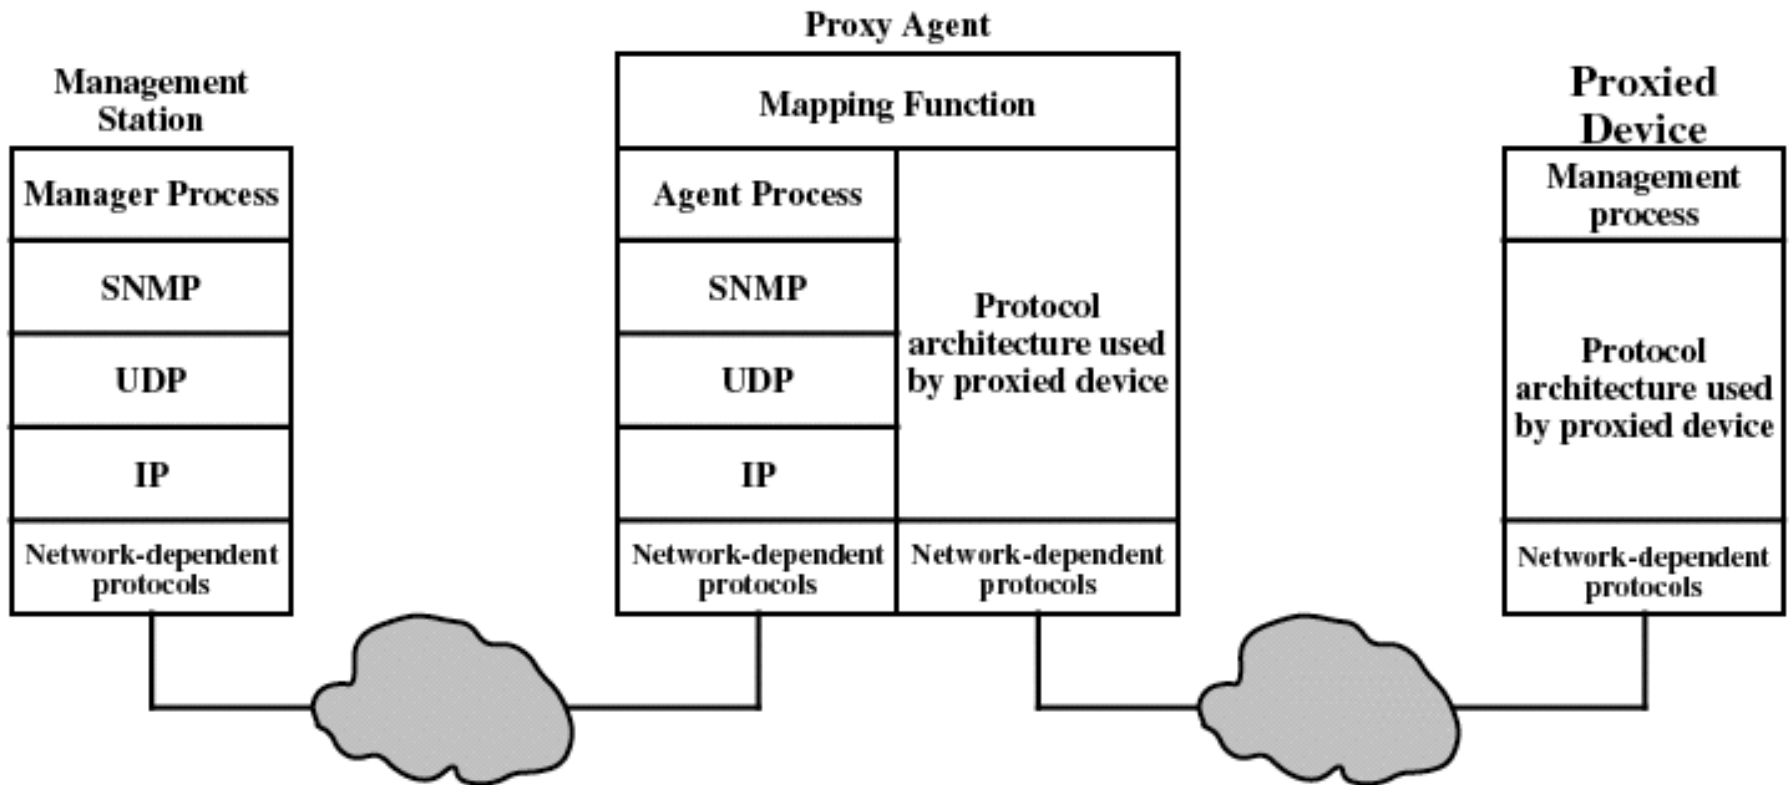 Management
Station
Manager Process
SNMP
UDP
IP
Network-dependent
protocols
Proxy Agent
Mapping Function
Agent Process
SNMP
UDP
IP
Network-dependent
protocols
Protocol
architecture used
by proxied device
Network-dependent
protocols
Proxied
Device
Management
process
Protocol
architecture used
by proxied device
Network-dependent
protocols